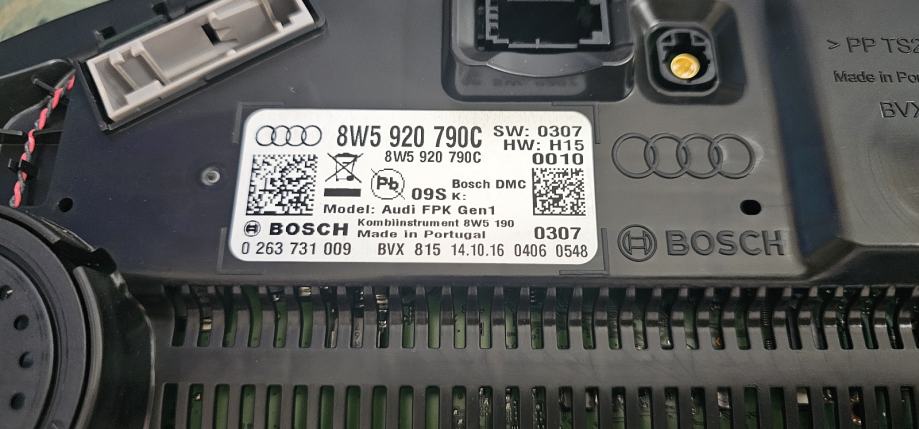 > PP TS2
Made in Por
BVX
8W5 920 790C
SW: 0307
HW: H15
0010
8W5 920 790C
Pb
09S
Bosch DMC
K:
Model: Audi FPK Gen1
Kombiinstrument 8W5 190
BOSCH
Made in Portugal
0307
0 263 731 009 BVX 815 14.10.16 0406 0548
BOSCH